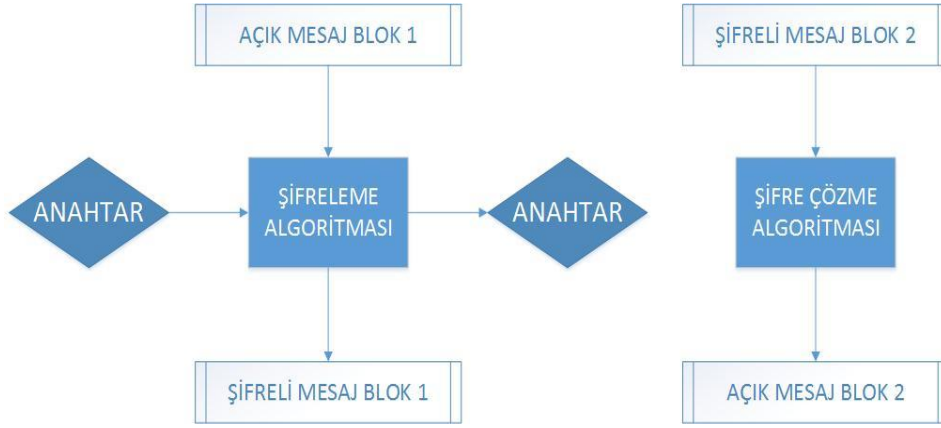 AÇIK MESAJ BLOK 1
ŞİFRELİ MESAJ BLOK 2
ANAHTAR
ŞİFRELEME
ALGORİTMASI
ANAHTAR
ŞİFRE ÇÖZME
ALGORİTMASI
ŞİFRELİ MESAJ BLOK 1
AÇIK MESAJ BLOK 2